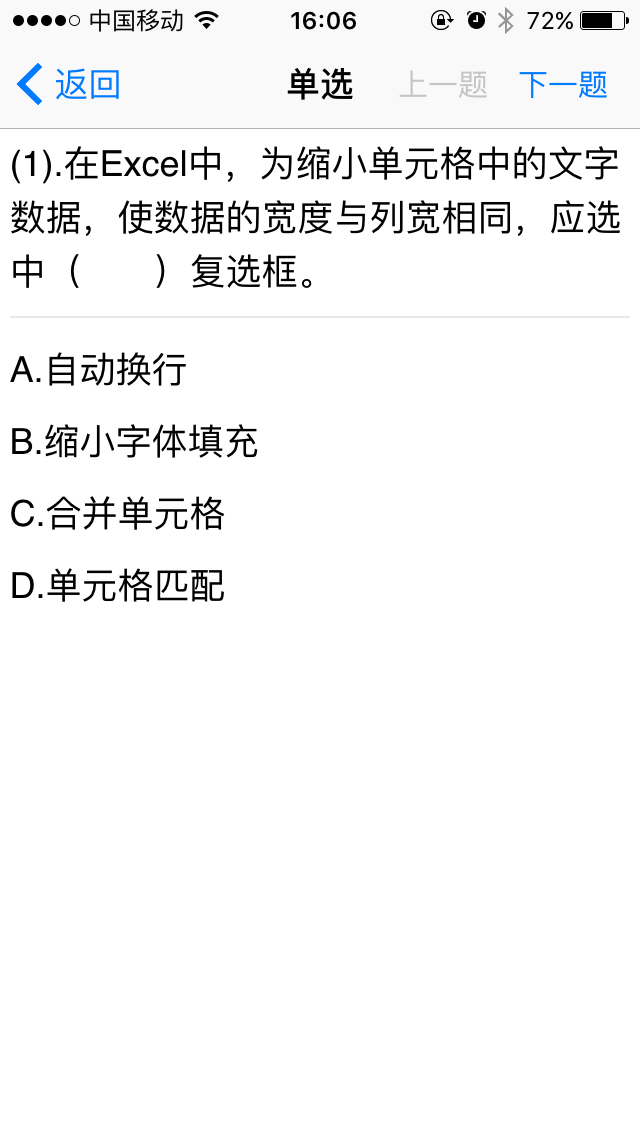 中国移动 16:06 72%
返回 单选 上一题 下一题
(1).在Excel中，为缩小单元格中的文字
数据，使数据的宽度与列宽相同，应选
中（　　）复选框。
A.自动换行
B.缩小字体填充
C.合并单元格
D.单元格匹配